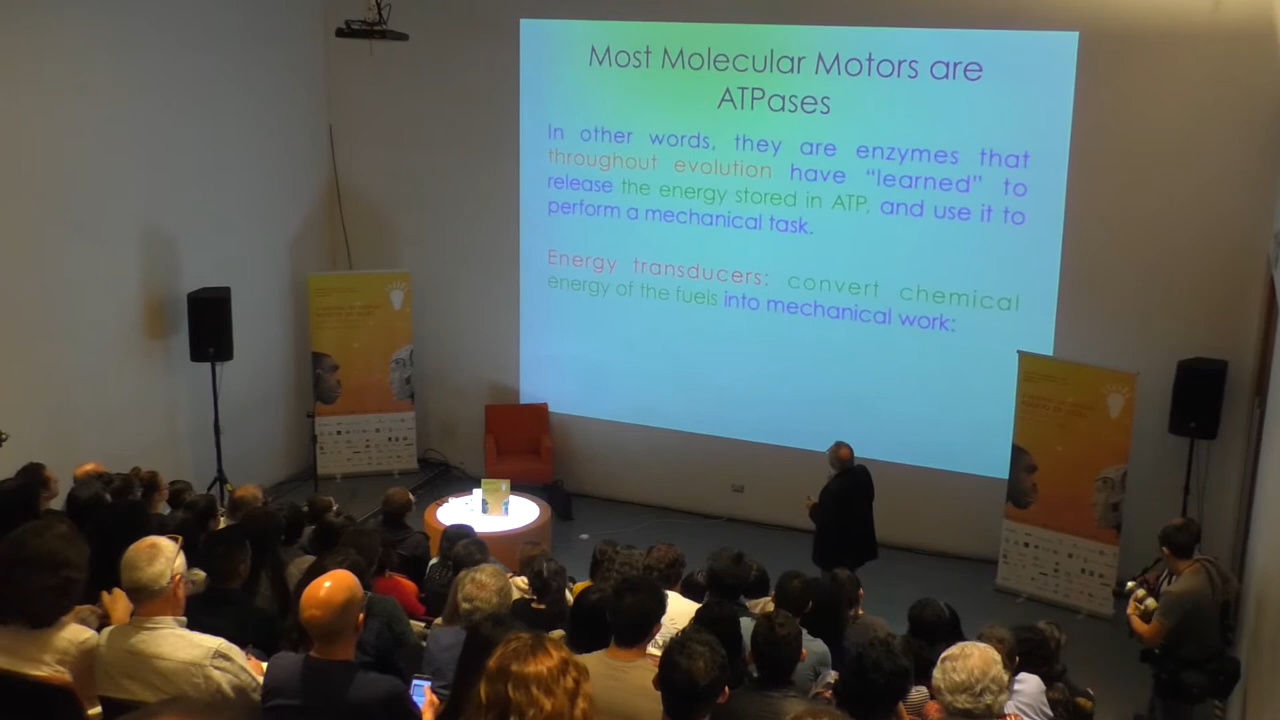 Most Molecular Motors are
ATPases
In other words, they are enzymes that
throughout evolution have “learned” to
release the energy stored in ATP, and use it to
perform a mechanical task.
Energy transducers: convert chemical
energy of the fuels into mechanical work: